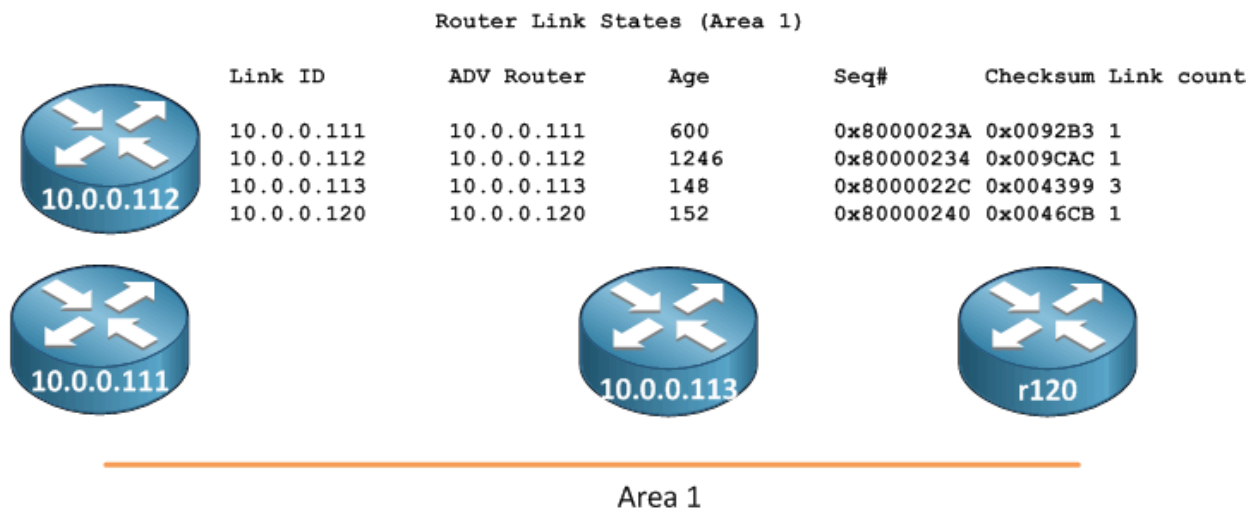 Router Link States (Area 1)
Link ID ADV Router Age Seq# Checksum Link count
10.0.0.111 10.0.0.111 600 0x8000023A 0x0092B3 1
10.0.0.112 10.0.0.112 1246 0x80000234 0x009CAC 1
10.0.0.113 10.0.0.113 148 0x8000022C 0x004399 3
10.0.0.120 10.0.0.120 152 0x80000240 0x0046CB 1
10.0.0.112
10.0.0.111 10.0.0.113 r120
Area 1